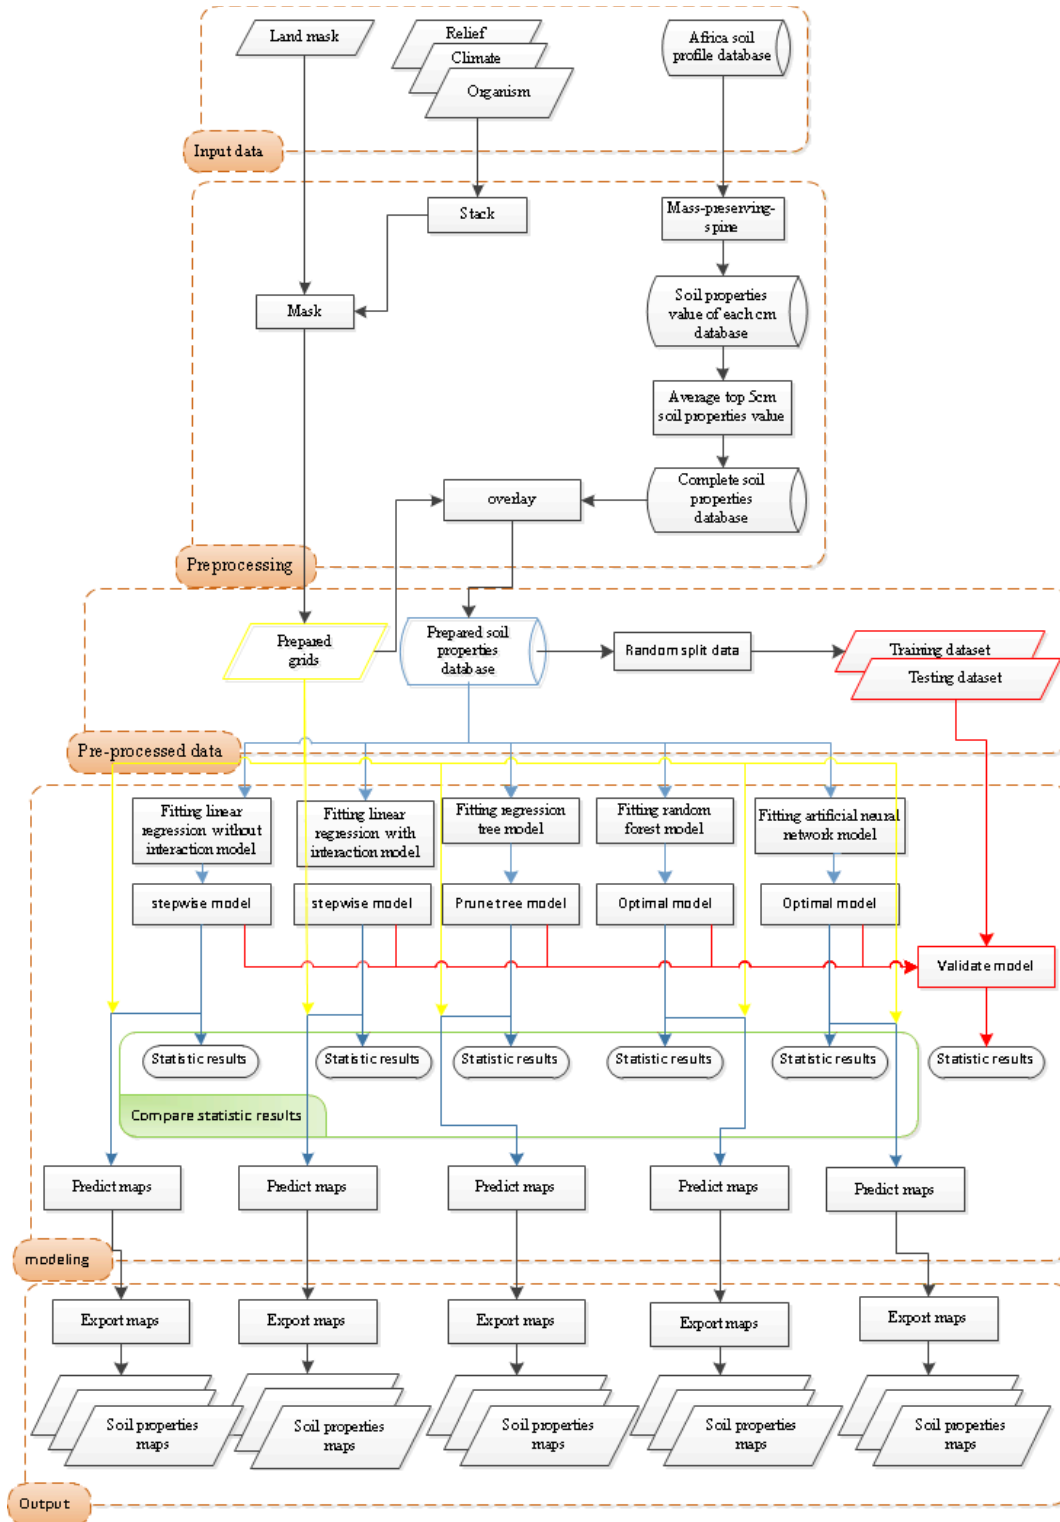 Land mask
Relief
Climate
Organism
Africa soil
profile database
Input data
Stack
Mass-preserving-
spine
Mask
Soil properties
value of each cm
database
Average top 5cm
soil properties value
overlay
Complete soil
properties
database
Preprocessing
Prepared
grids
Prepared soil
properties
database
Random split data
Training dataset
Testing dataset
Pre-processed data
Fitting linear
regression without
interaction model
Fitting linear
regression with
interaction model
Fitting regression
tree model
Fitting random
forest model
Fitting artificial neural
network model
stepwise model
stepwise model
Prune tree model
Optimal model
Optimal model
Validate model
Statistic results
Statistic results
Statistic results
Statistic results
Statistic results
Statistic results
Compare statistic results
Predict maps
Predict maps
Predict maps
Predict maps
Predict maps
modeling
Export maps
Export maps
Export maps
Export maps
Export maps
Soil properties
maps
Soil properties
maps
Soil properties
maps
Soil properties
maps
Soil properties
maps
Output